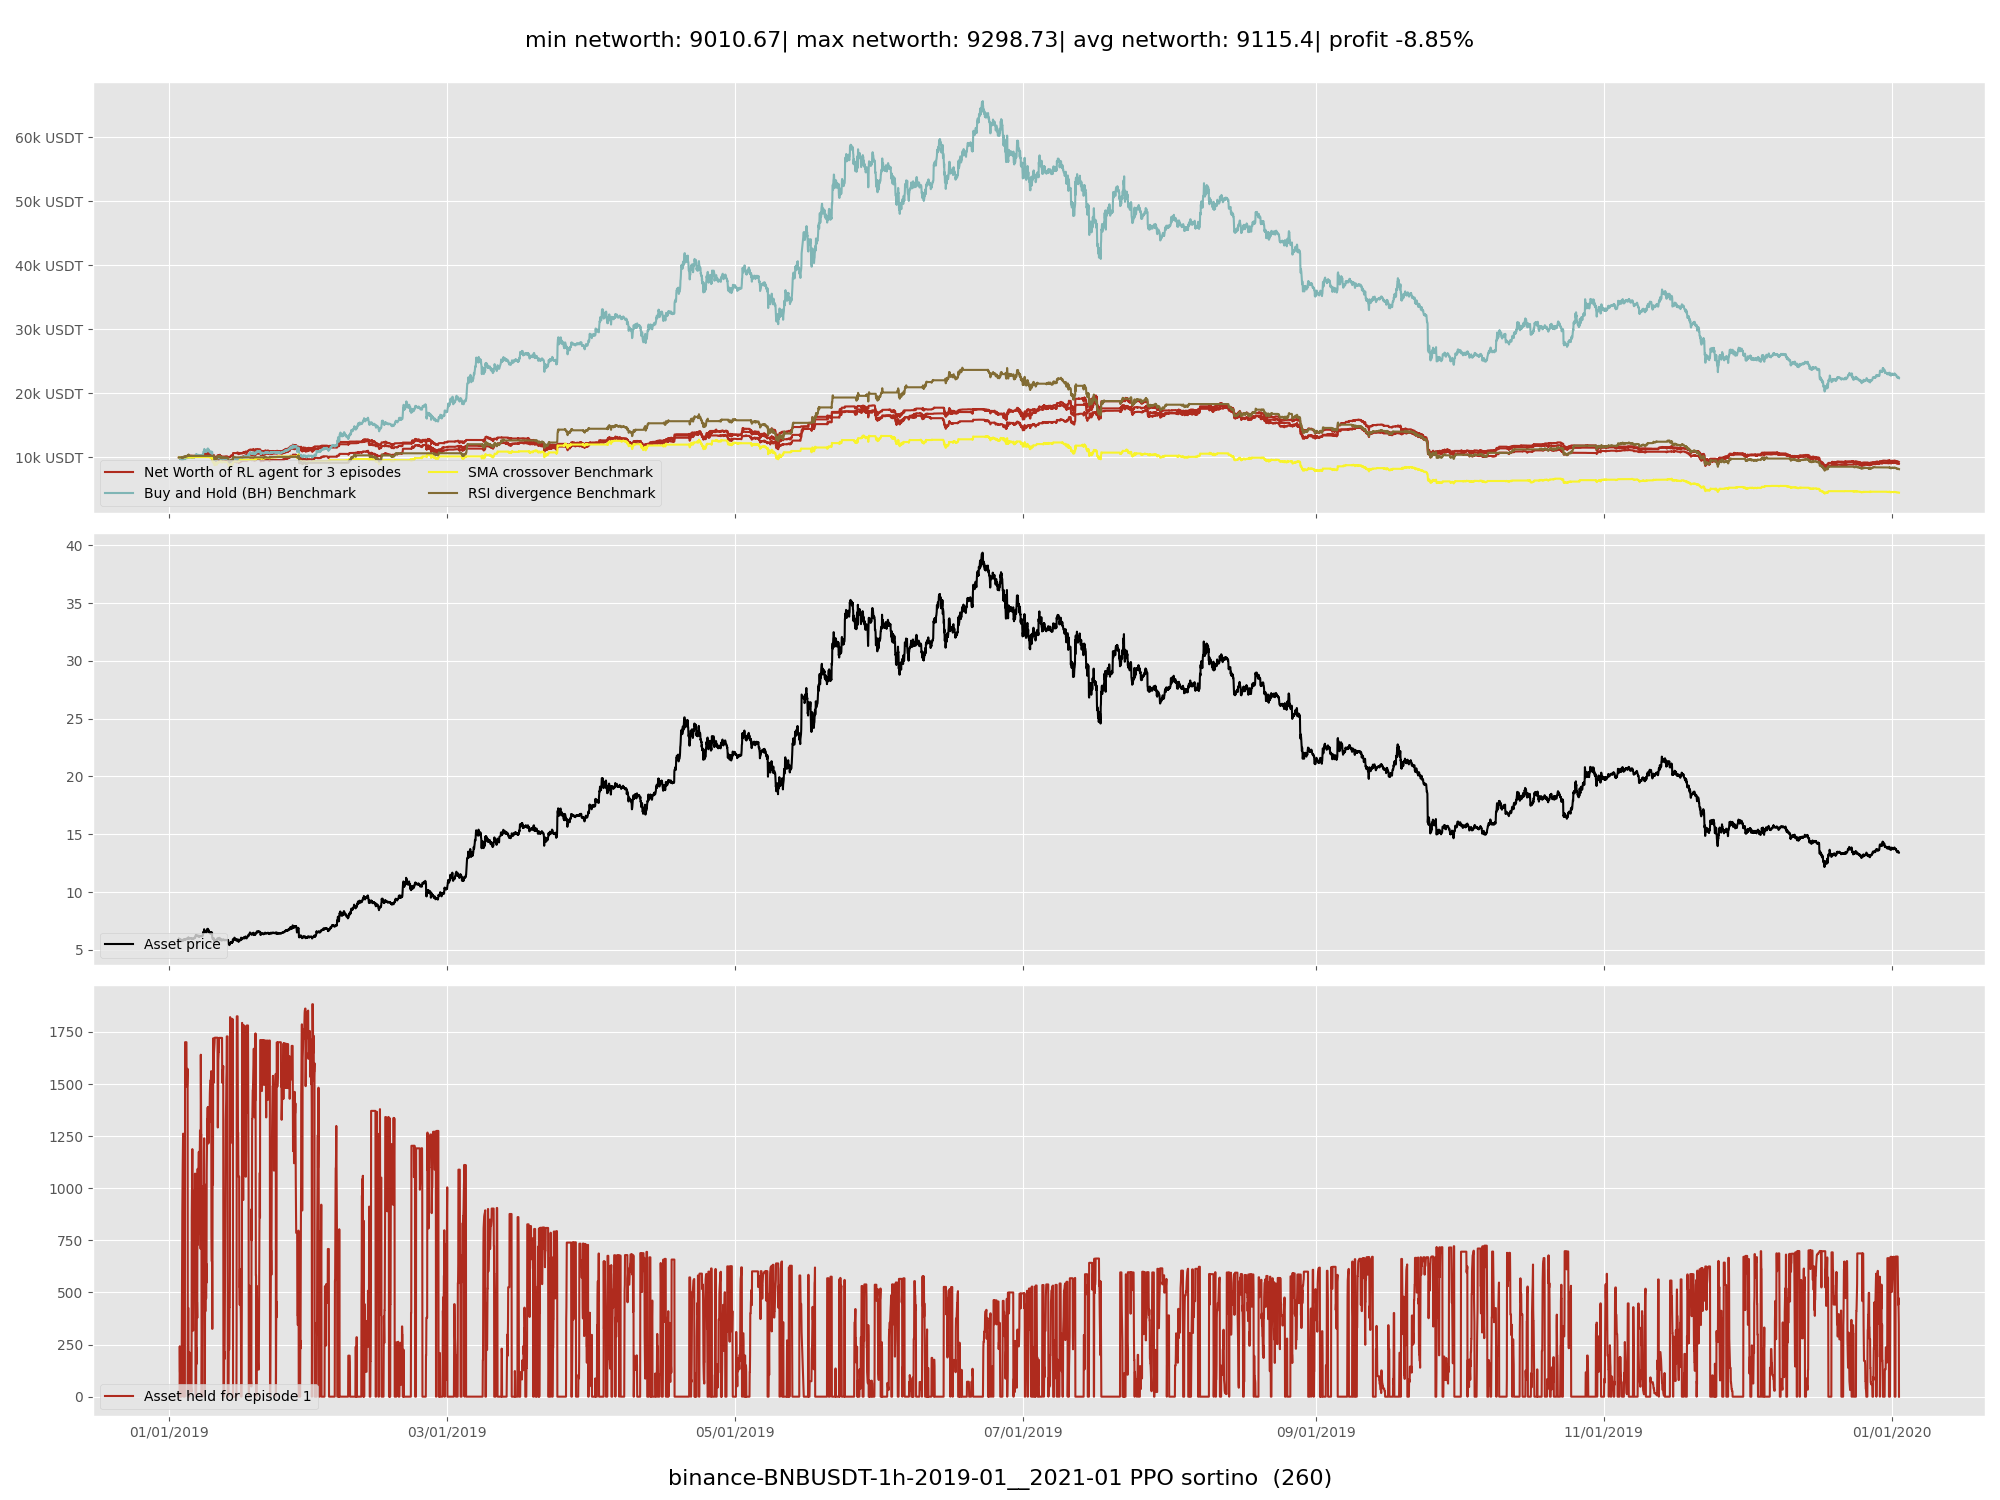 min networth: 9010.67| max networth: 9298.73| avg networth: 9115.4| profit -8.85%
60k USDT
50k USDT
40k USDT
30k USDT
20k USDT
10k USDT
Net Worth of RL agent for 3 episodes
Buy and Hold (BH) Benchmark
SMA crossover Benchmark
RSI divergence Benchmark
40
35
30
25
20
15
10
5
Asset price
1750
1500
1250
1000
750
500
250
0
Asset held for episode 1
01/01/2019
03/01/2019
05/01/2019
07/01/2019
09/01/2019
11/01/2019
01/01/2020
binance-BNBUSDT-1h-2019-01__2021-01 PPO sortino  (260)